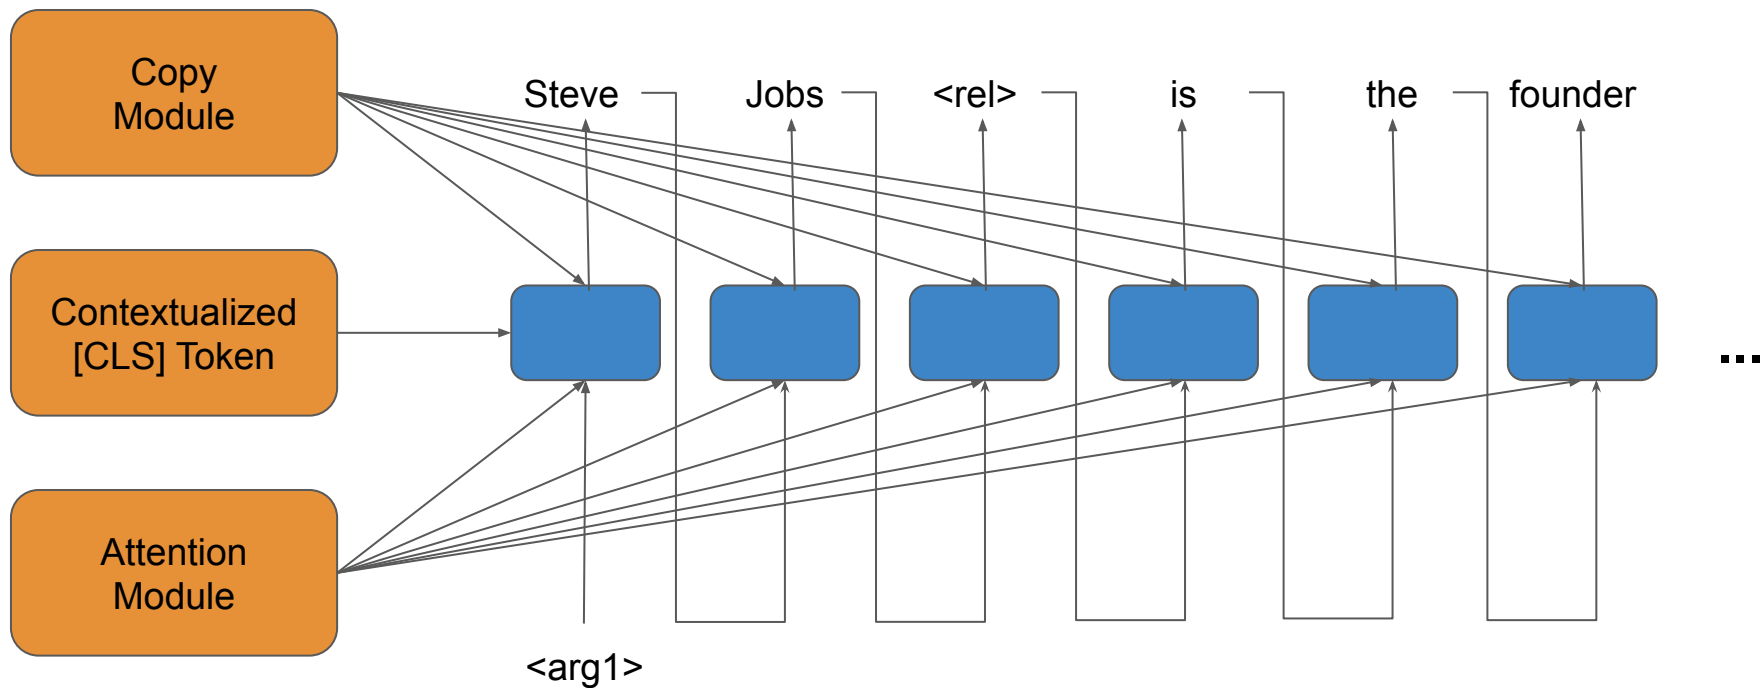 Copy
Module
Steve Jobs <rel> is the founder
Contextualized
[CLS] Token
...
Attention
Module
<arg1>